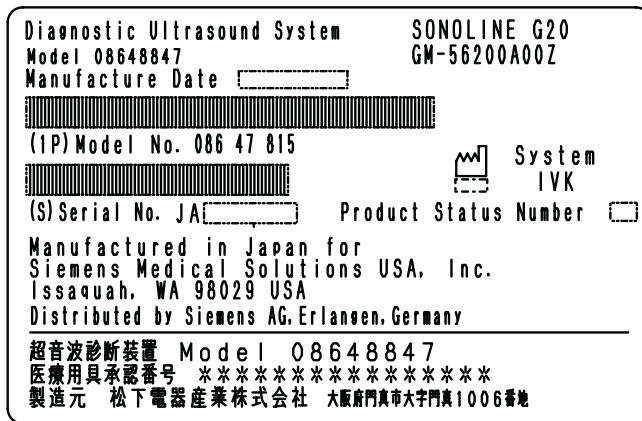 Diagnostic Ultrasound System
SONOLINE G20
Model 08648847
GM-56200A00Z
Manufacture Date
(1P)Model No. 086 47 815
System
IVK
(S)Serial No. JA
Product Status Number
Manufactured in Japan for
Siemens Medical Solutions USA, Inc.
Issaquah, WA 98029 USA
Distributed by Siemens AG,Erlangen,Germany
超音波診断装置 Model 08648847
医療用具承認番号 ****************
製造元 松下電器産業株式会社 大阪府門真市大字門真1006番地